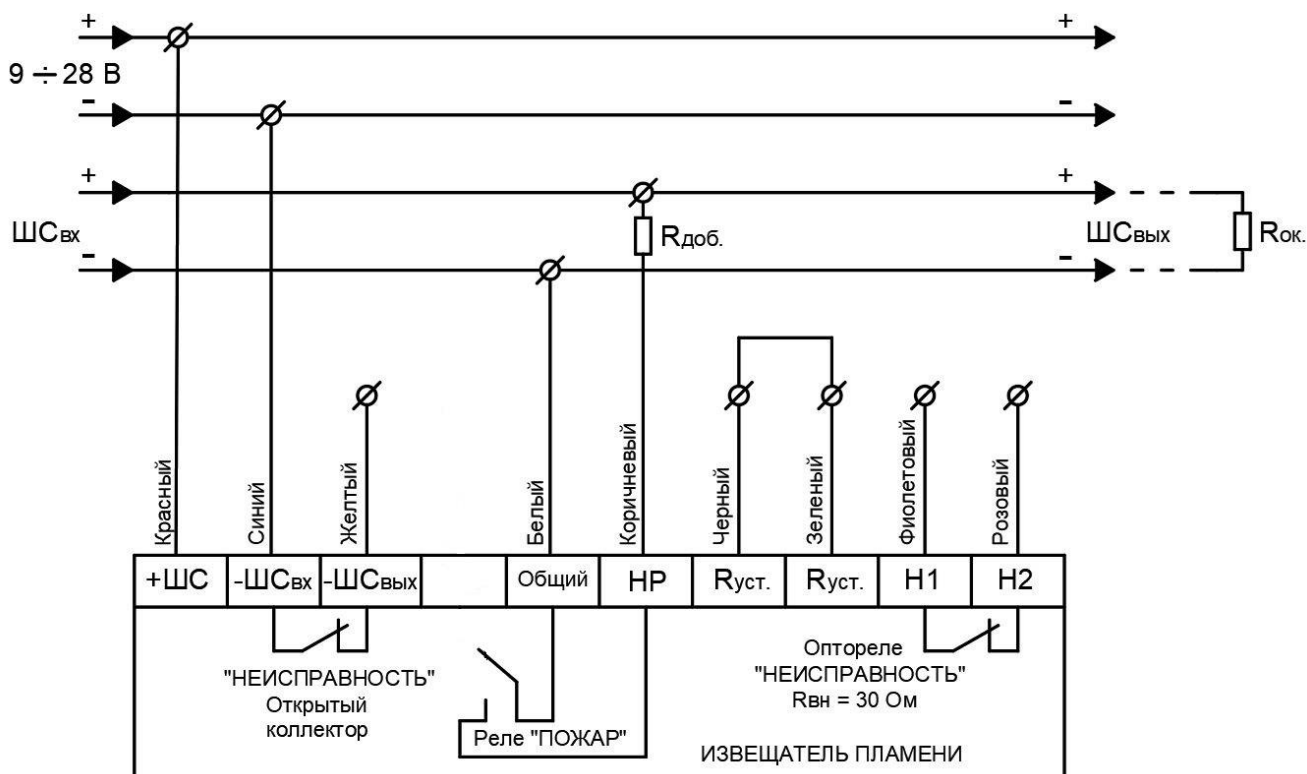 + +
9 ÷ 28 В
- -
+ +
ШСвх Rдоб. ШСвых Rок.
- -
Красный
Синий
Желтый
Белый
Коричневый
Черный
Зеленый
Фиолетовый
Розовый
+ШС -ШСвх -ШСвых Общий НР Rуст. Rуст. Н1 Н2
"НЕИСПРАВНОСТЬ"
Открытый
коллектор
Реле "ПОЖАР"
Оптореле
"НЕИСПРАВНОСТЬ"
Rвн = 30 Ом
ИЗВЕЩАТЕЛЬ ПЛАМЕНИ